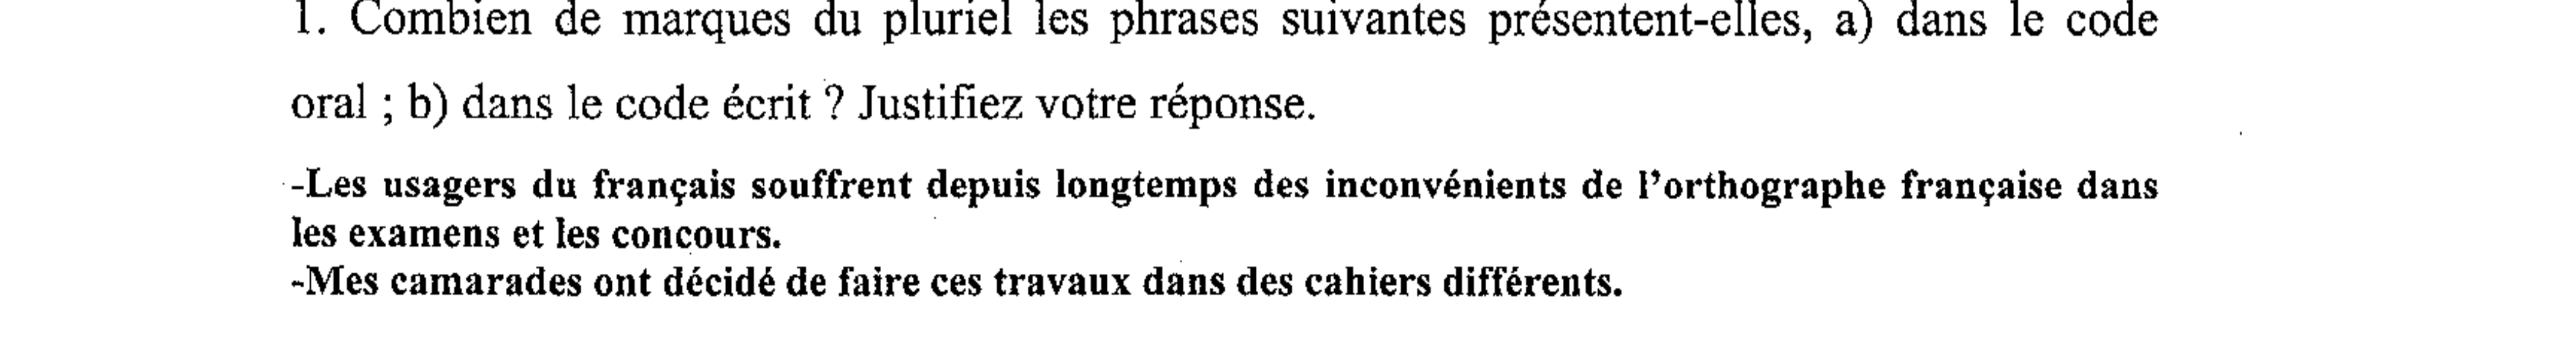 1. Combien de marques du pluriel les phrases suivantes présentent-elles, a) dans le code
oral ; b) dans le code écrit ? Justifiez votre réponse.
-Les usagers du français souffrent depuis longtemps des inconvénients de l'orthographe française dans
les examens et les concours.
-Mes camarades ont décidé de faire ces travaux dans des cahiers différents.